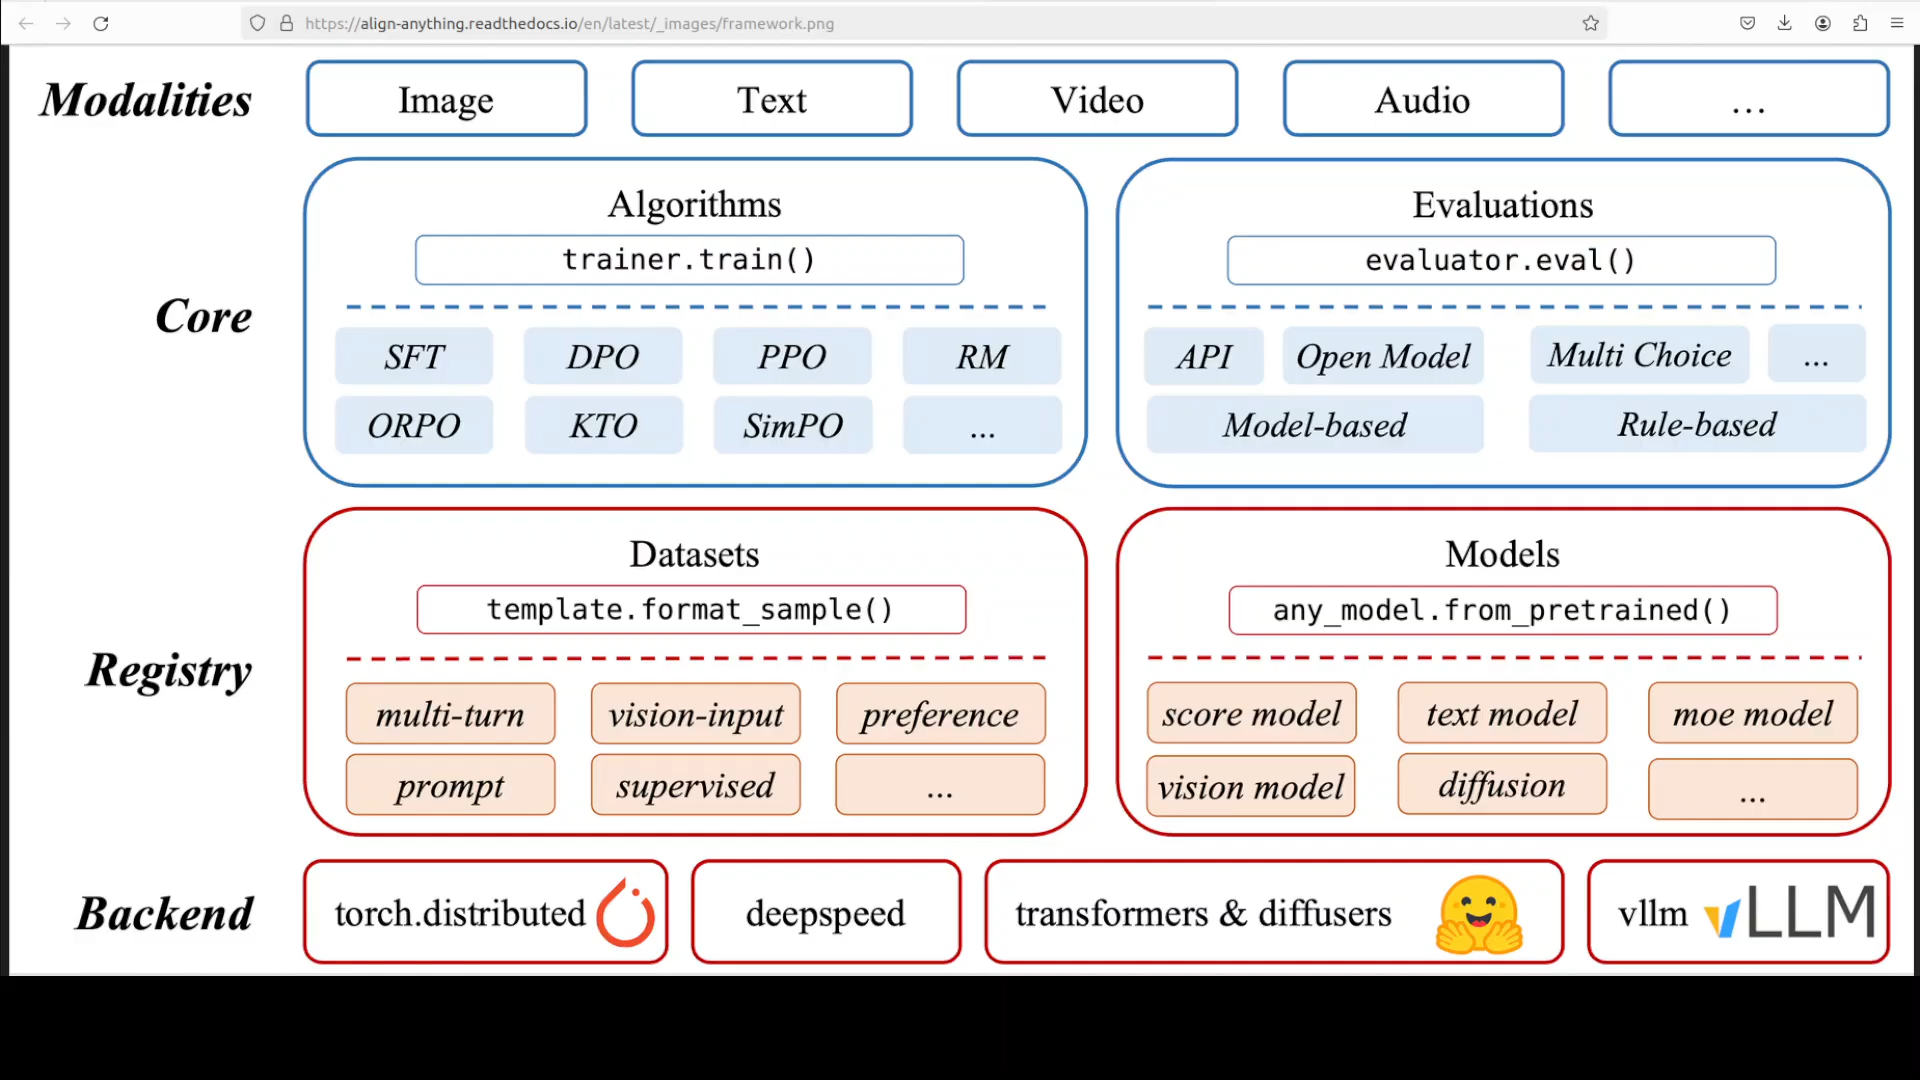 https://align-anything.readthedocs.io/en/latest/_images/framework.png
Modalities
Image
Text
Video
Audio
...
Core
Algorithms
trainer.train()
SFT
DPO
PPO
RM
ORPO
KTO
SimPO
...
Evaluations
evaluator.eval()
API
Open Model
Multi Choice
...
Model-based
Rule-based
Registry
Datasets
template.format_sample()
multi-turn
vision-input
preference
prompt
supervised
...
Models
any_model.from_pretrained()
score model
text model
moe model
vision model
diffusion
...
Backend
torch.distributed
deepspeed
transformers & diffusers
vllm
LLM